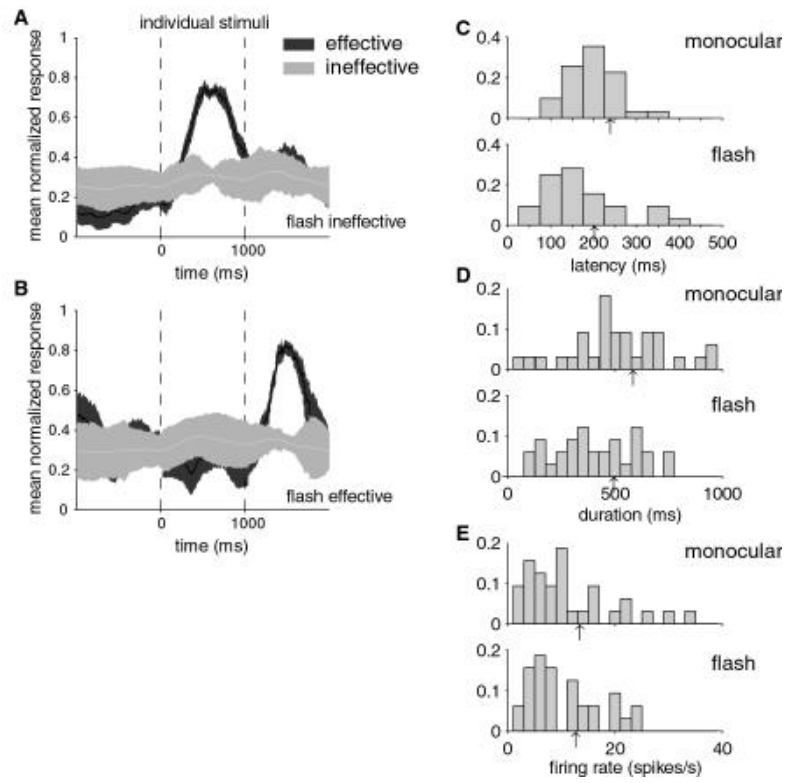 A
individual stimuli
effective
ineffective
mean normalized response
1
0.8
0.6
0.4
0.2
0
flash ineffective
0 1000
time (ms)
B
mean normalized response
1
0.8
0.6
0.4
0.2
0
flash effective
0 1000
time (ms)
C
monocular
0.4
0.2
0
flash
0.4
0.2
0
0 100 200 300 400 500
latency (ms)
D
monocular
0.2
0.1
0
flash
0.2
0.1
0
0 500 1000
duration (ms)
E
monocular
0.2
0.1
0
flash
0.2
0.1
0
0 20 40
firing rate (spikes/s)